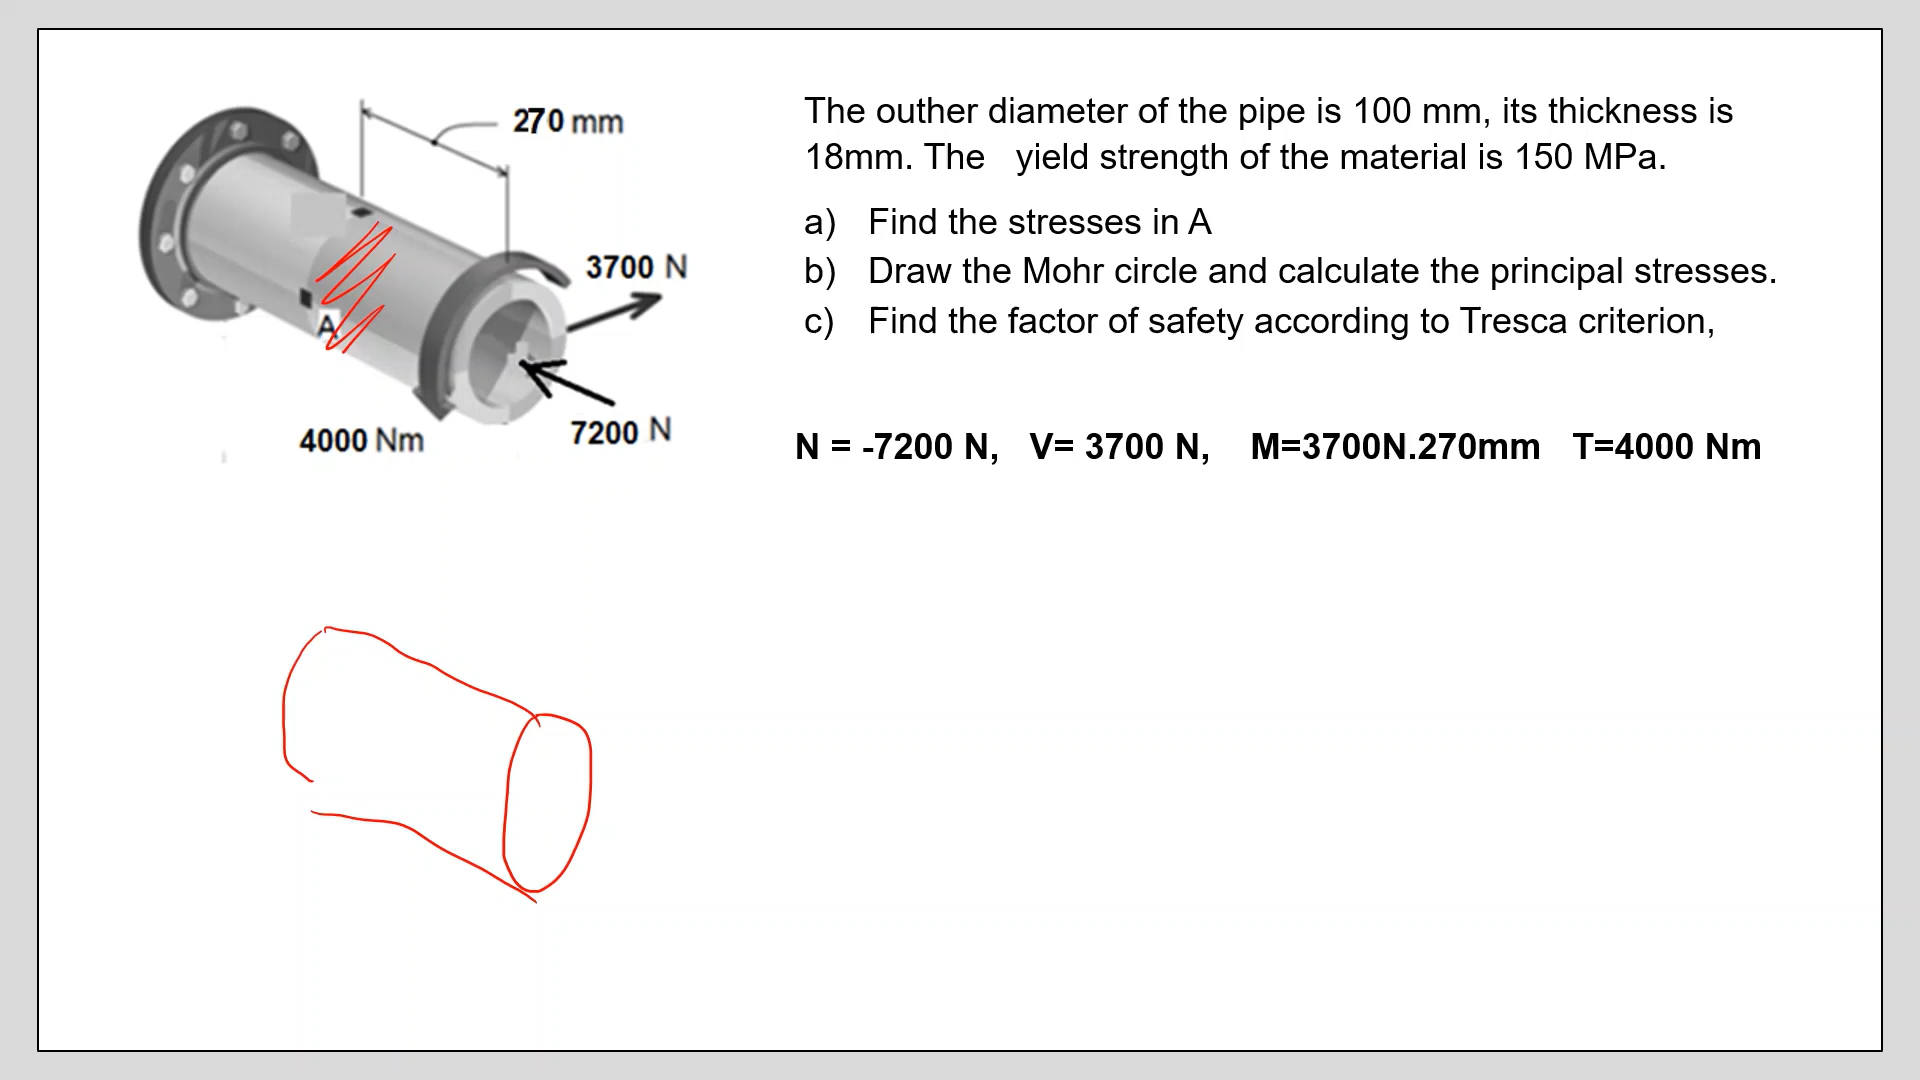 270 mm
3700 N
A
4000 Nm
7200 N
The outher diameter of the pipe is 100 mm, its thickness is
18mm. The yield strength of the material is 150 MPa.
a) Find the stresses in A
b) Draw the Mohr circle and calculate the principal stresses.
c) Find the factor of safety according to Tresca criterion,
N = -7200 N, V= 3700 N, M=3700N.270mm T=4000 Nm